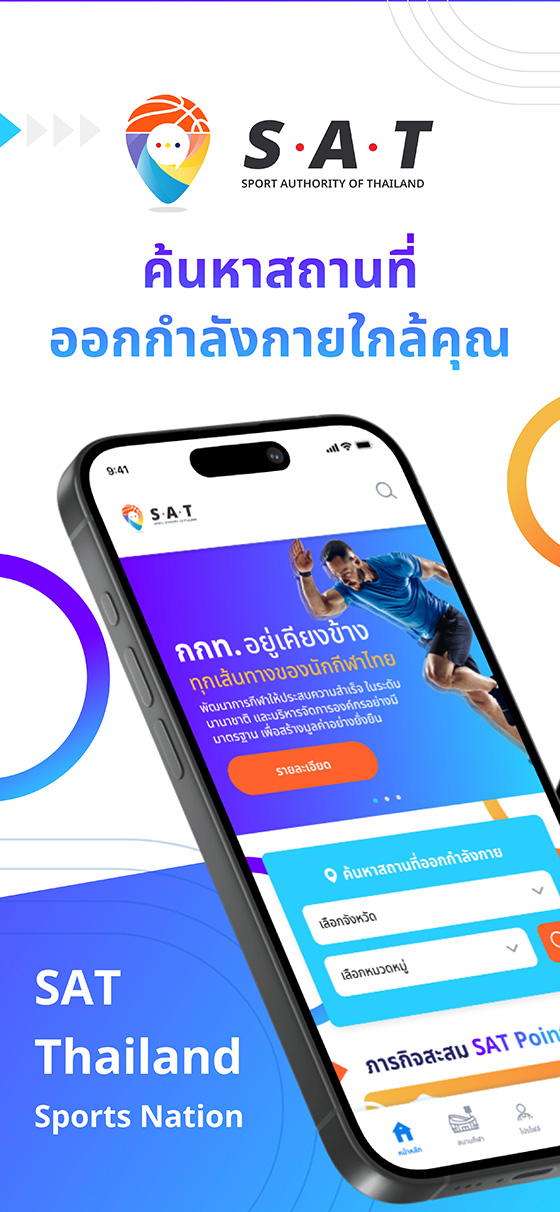 S·A·T
SPORT AUTHORITY OF THAILAND
ค้นหาสถานที่
ออกกำลังกายใกล้คุณ
9:41
S·A·T
SPORT AUTHORITY OF THAILAND
กกท. อยู่เคียงข้าง
ทุกเส้นทางของนักกีฬาไทย
พัฒนาการกีฬาให้ประสบความสำเร็จ ในระดับ
นานาชาติ และบริหารจัดการองค์กรอย่างมี
มาตรฐาน เพื่อสร้างมูลค่าอย่างยั่งยืน
รายละเอียด
ค้นหาสถานที่ออกกำลังกาย
เลือกจังหวัด
เลือกหมวดหมู่
ภารกิจสะสม SAT Poin
หน้าหลัก
สนามกีฬา
โปรไฟล์
SAT
Thailand
Sports Nation